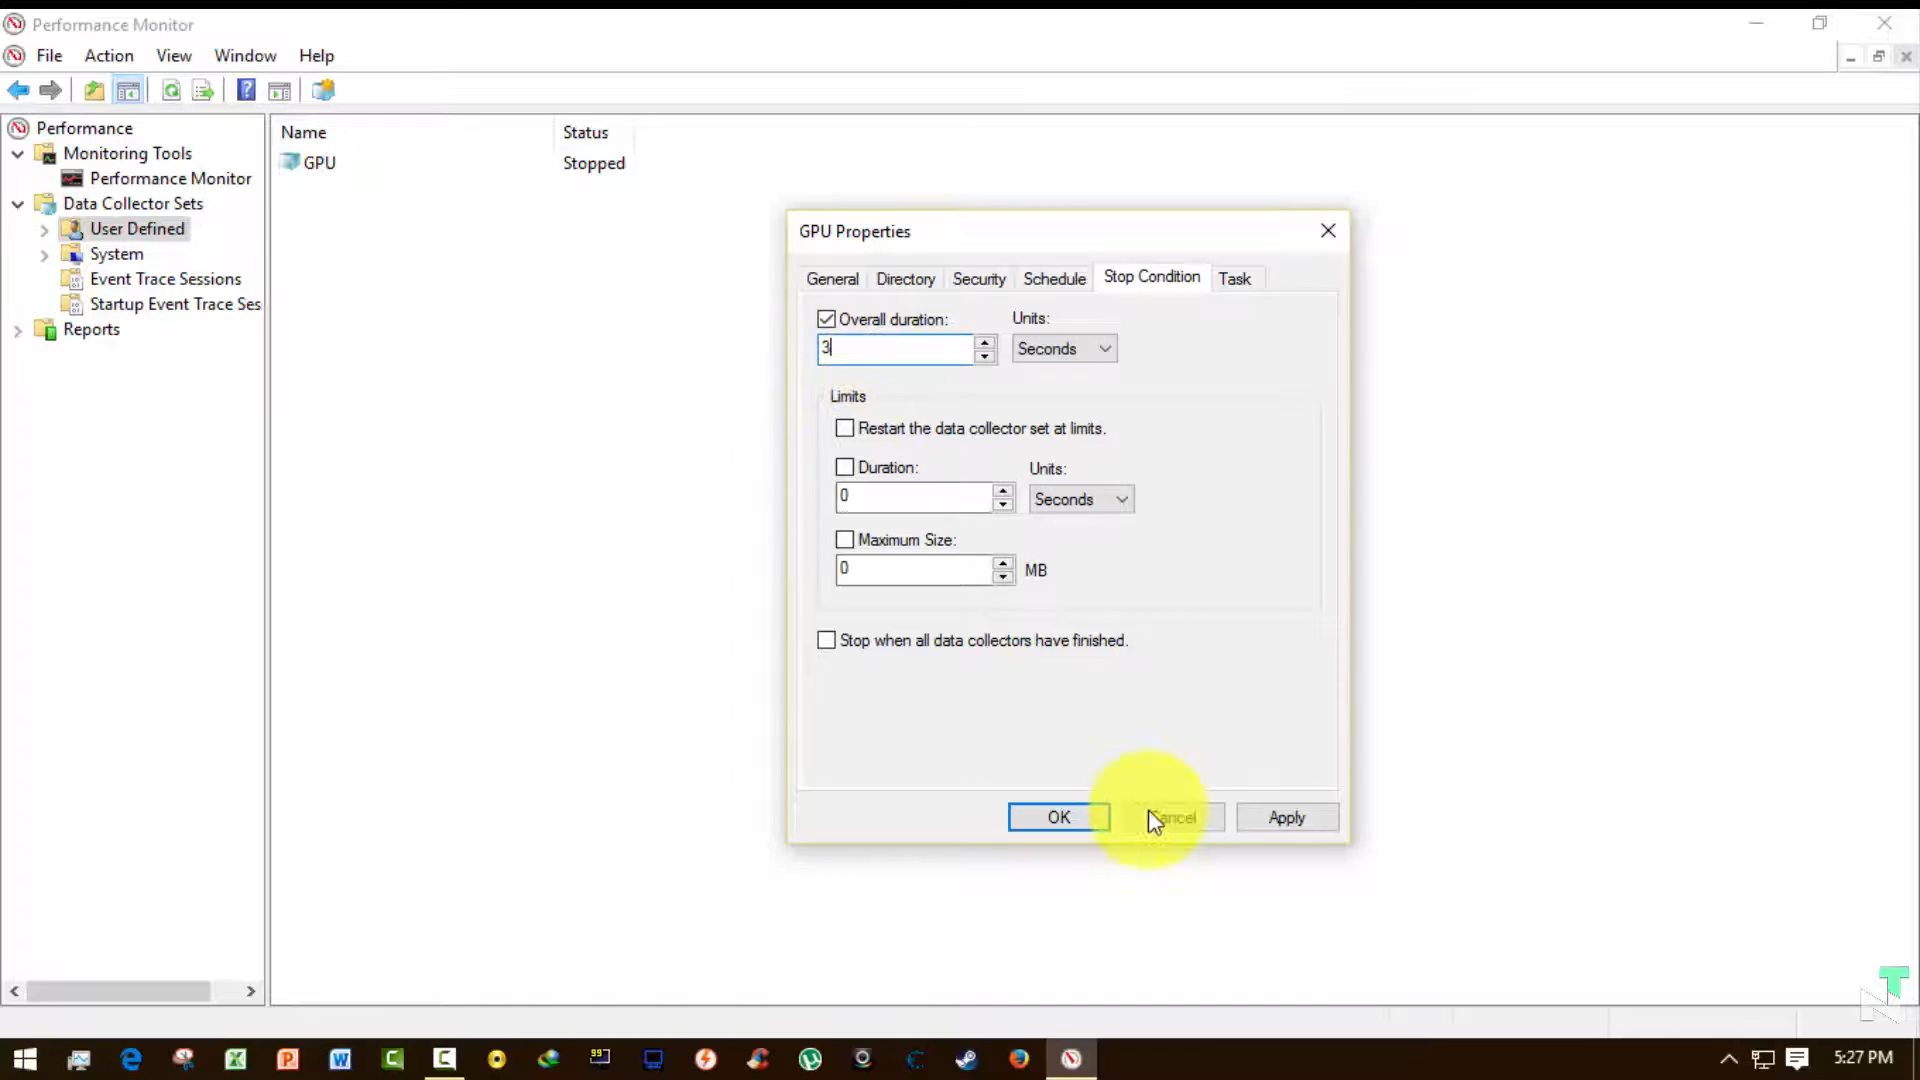 Performance Monitor
File Action View Window Help
Performance
Monitoring Tools
Performance Monitor
Data Collector Sets
User Defined
System
Event Trace Sessions
Startup Event Trace Ses
Reports
Name Status
GPU Stopped
GPU Properties
General Directory Security Schedule Stop Condition Task
Overall duration: Units:
3 Seconds
Limits
Restart the data collector set at limits.
Duration: Units:
0 Seconds
Maximum Size:
0 MB
Stop when all data collectors have finished.
OK Cancel Apply
5:27 PM